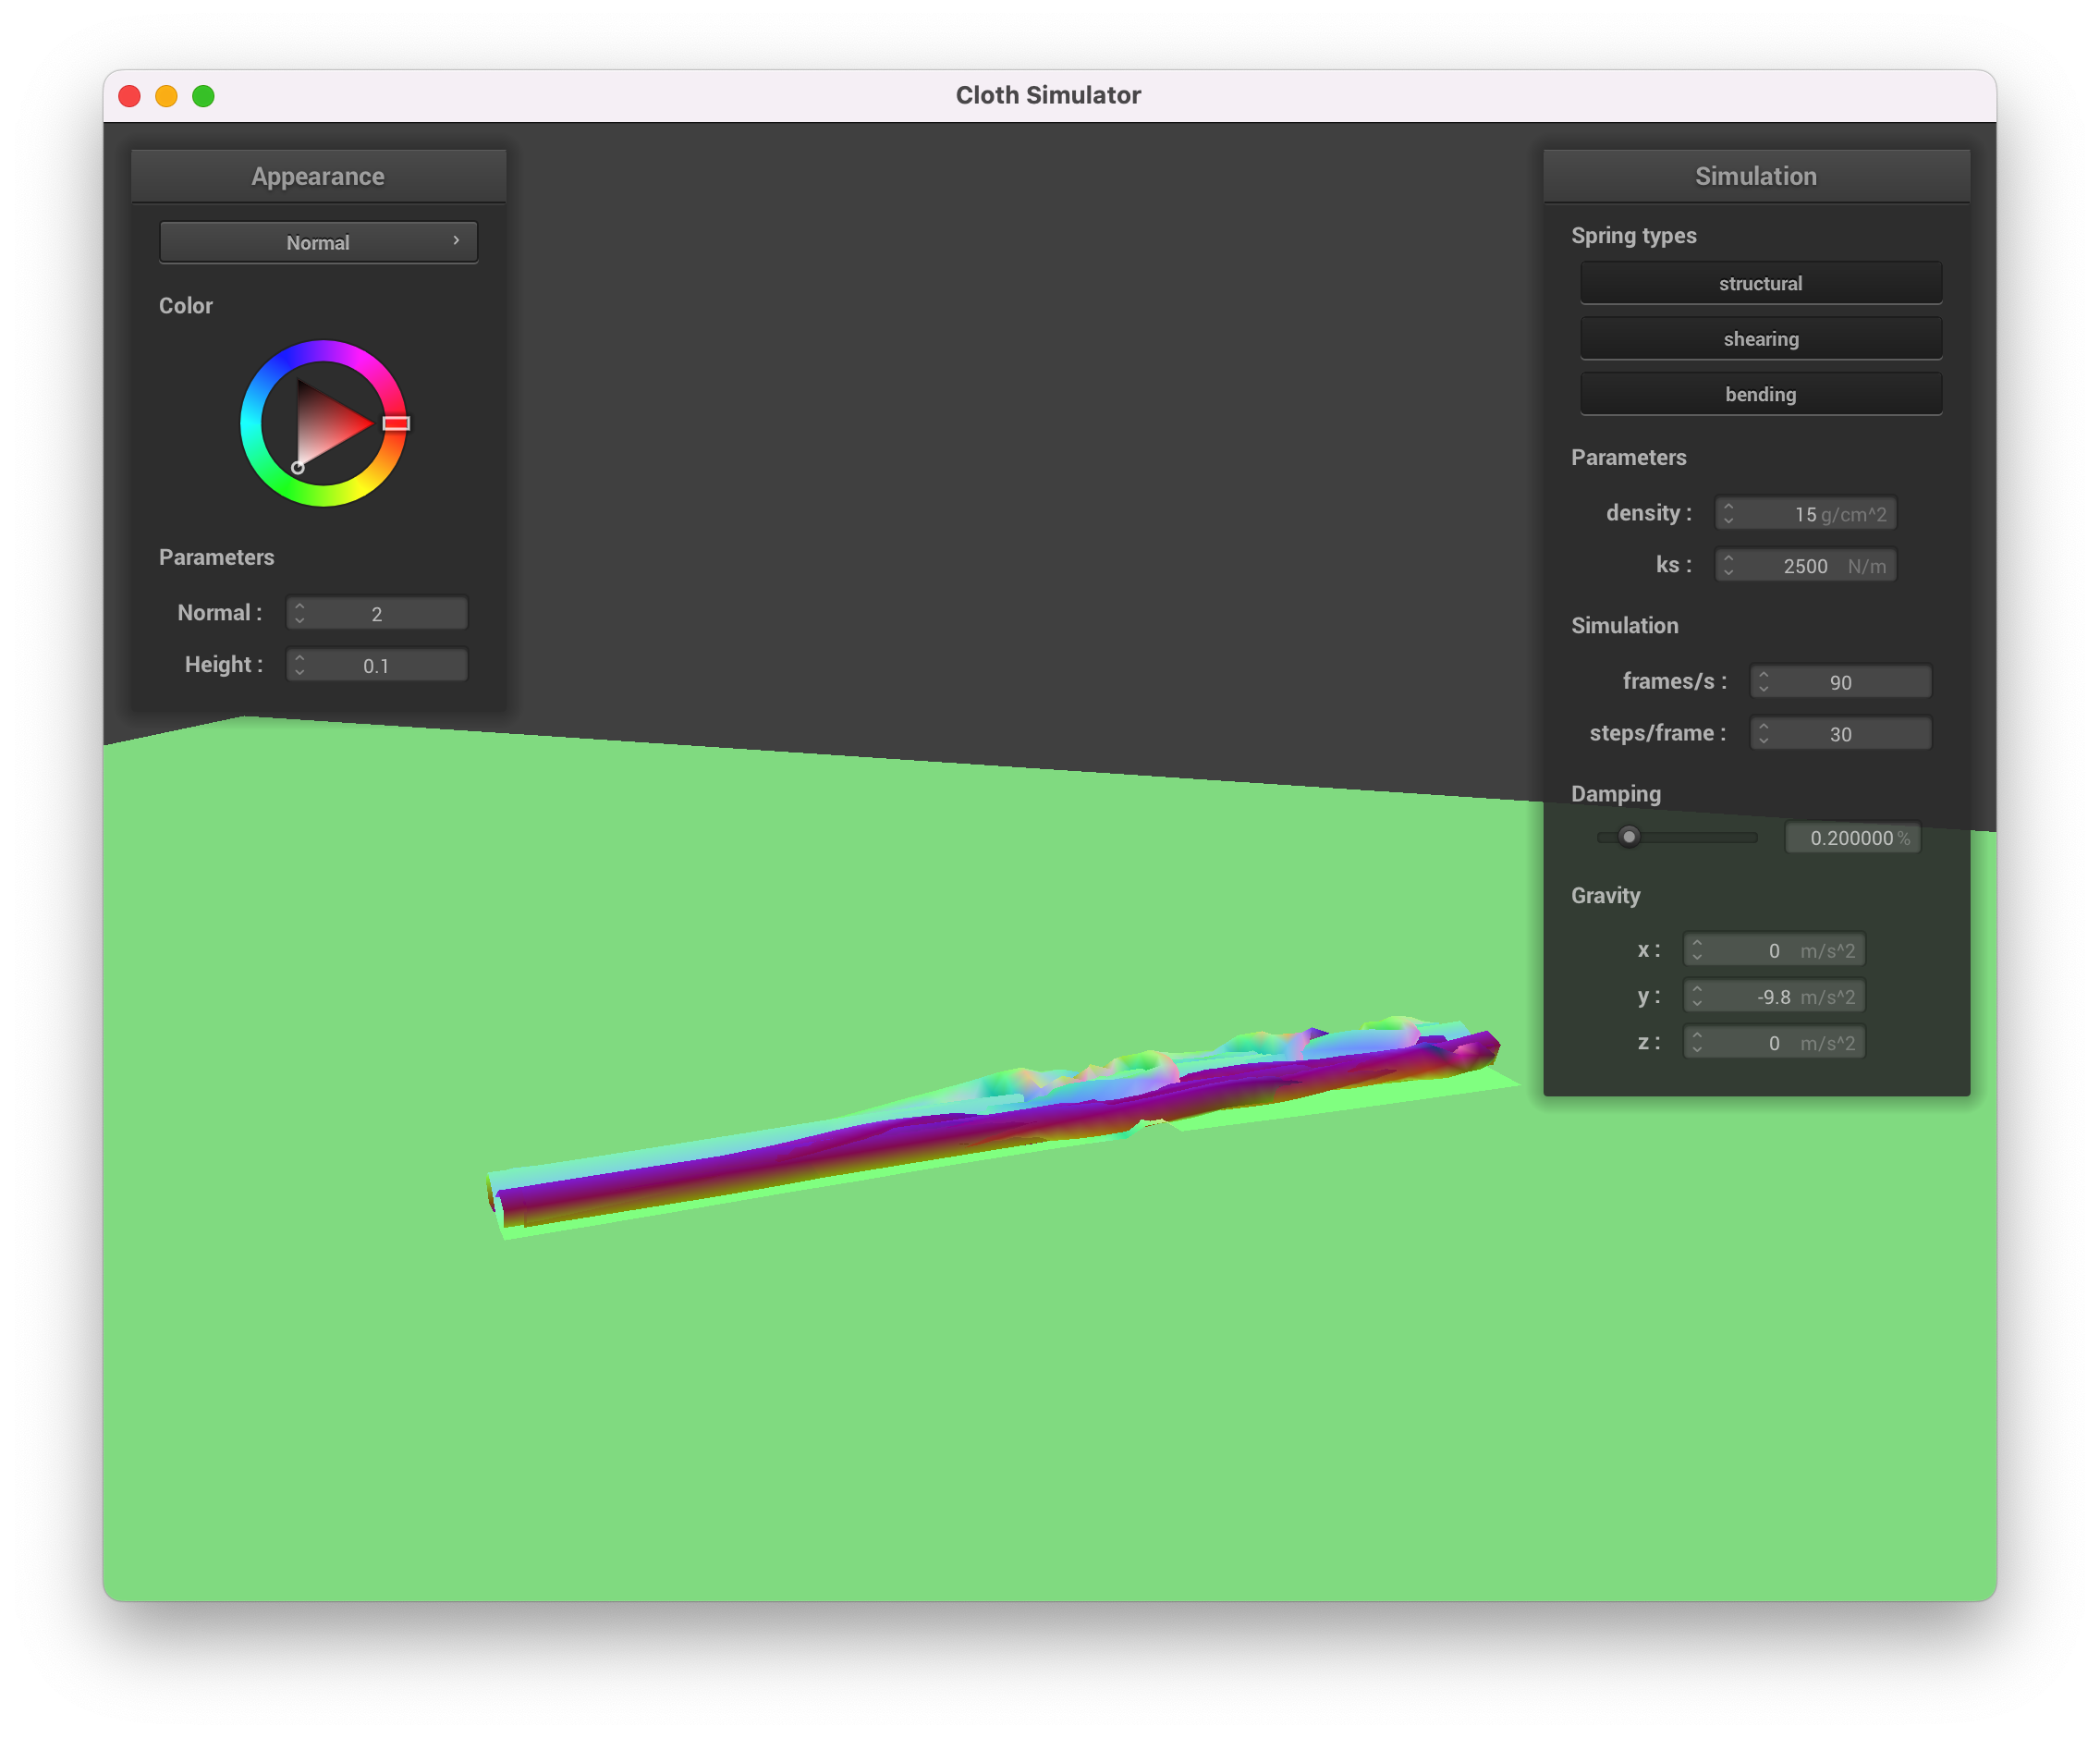 Cloth Simulator
Appearance
Normal
Color
Parameters
Normal :
2
Height :
0.1
Simulation
Spring types
structural
shearing
bending
Parameters
density :
15 g/cm^2
ks :
2500 N/m
Simulation
frames/s :
90
steps/frame :
30
Damping
0.200000 %
Gravity
x :
0 m/s^2
y :
-9.8 m/s^2
z :
0 m/s^2